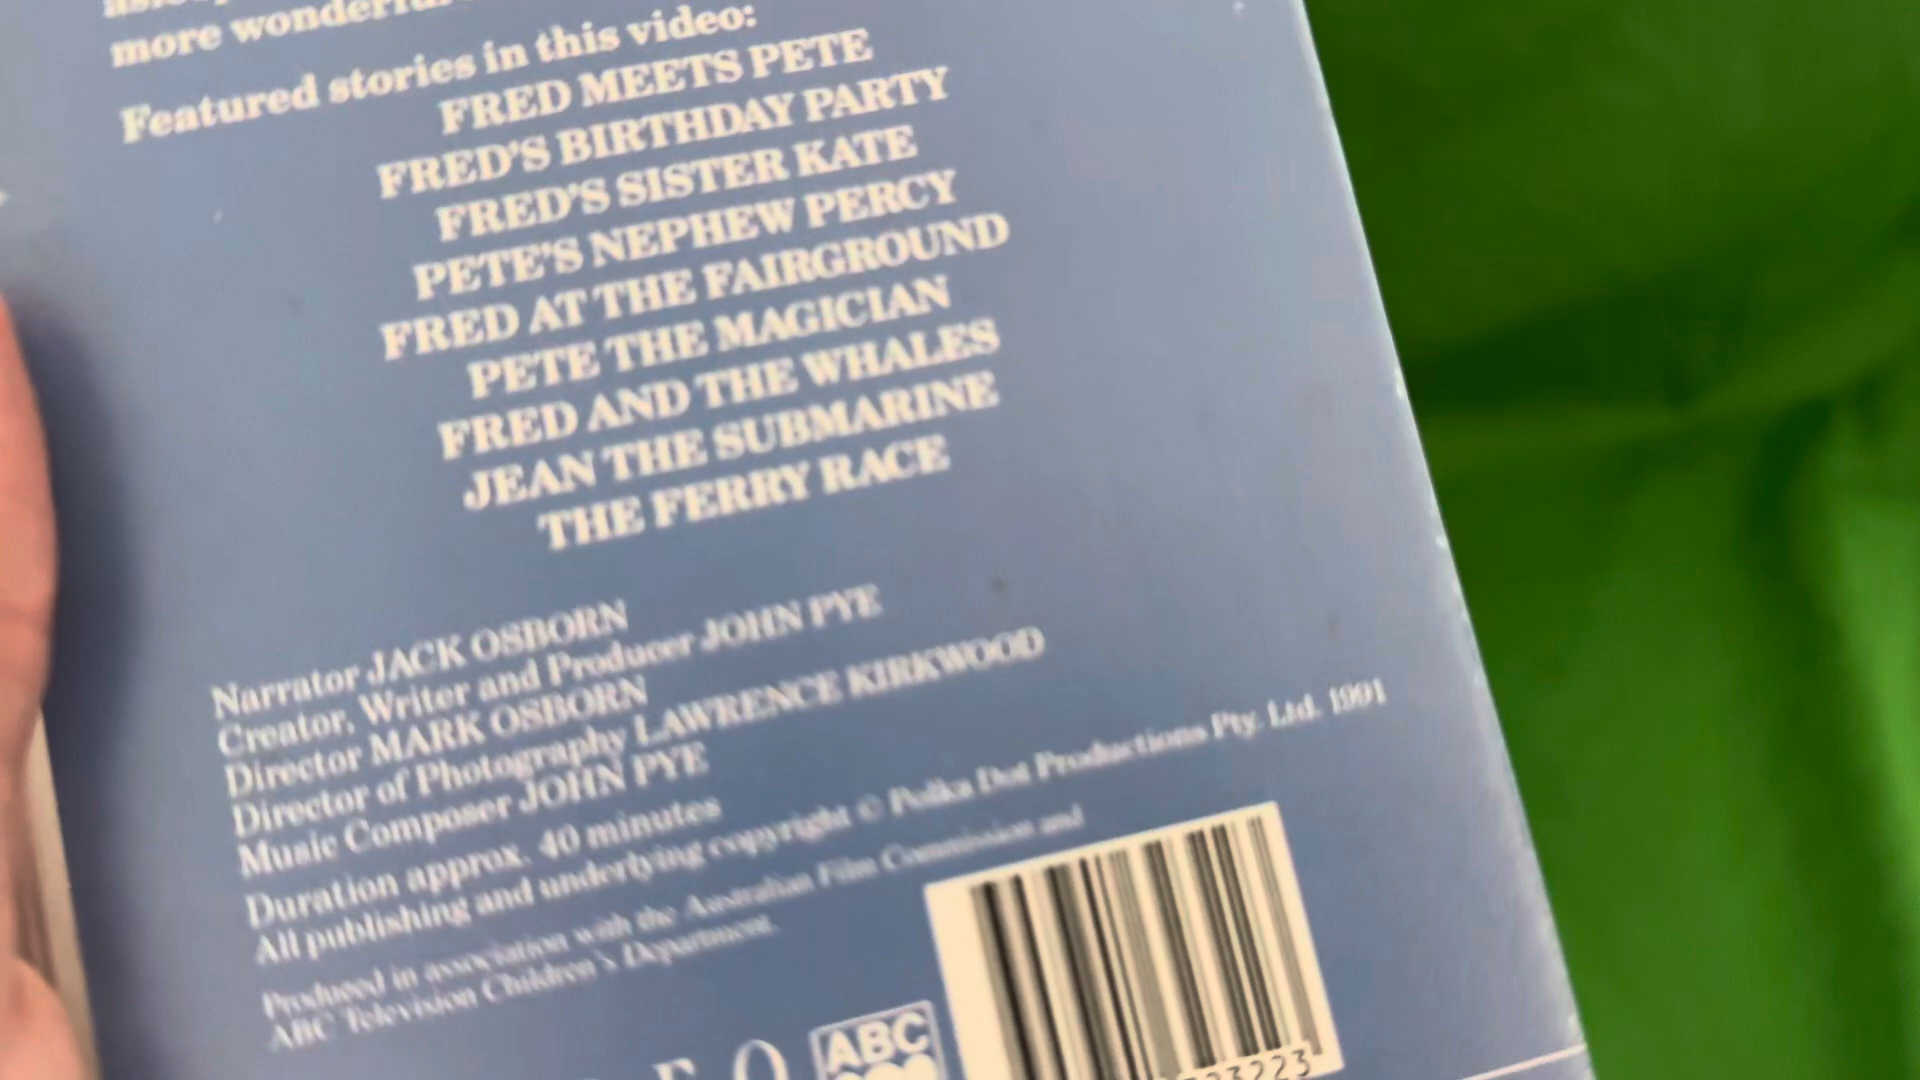 more wonderful
Featured stories in this video:
FRED MEETS PETE
FRED'S BIRTHDAY PARTY
FRED'S SISTER KATE
PETE'S NEPHEW PERCY
FRED AT THE FAIRGROUND
PETE THE MAGICIAN
FRED AND THE WHALES
JEAN THE SUBMARINE
THE FERRY RACE
Narrator JACK OSBORN
Creator, Writer and Producer JOHN PYE
Director MARK OSBORN
Director of Photography LAWRENCE KIRKWOOD
Music Composer JOHN PYE
Duration approx. 40 minutes
All publishing and underlying copyright © Polka Dot Productions Pty. Ltd. 1991
Produced in association with the Australian Film Commission and
ABC Television Children's Department.
E O
ABC
3223